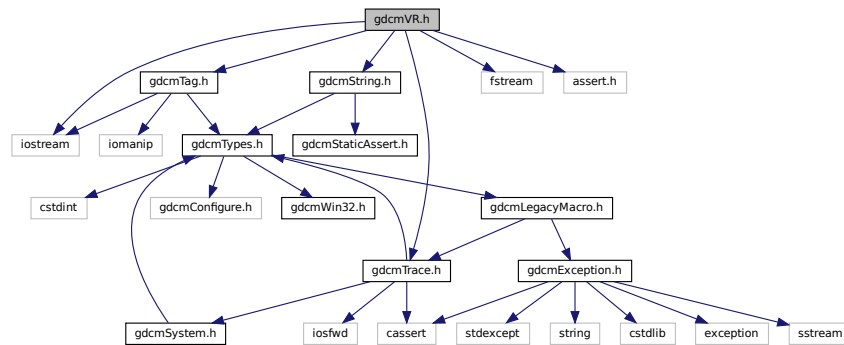 gdcmVR.h
gdcmTag.h
gdcmString.h
fstream
assert.h
iostream
iomanip
gdcmTypes.h
gdcmStaticAssert.h
cstdint
gdcmConfigure.h
gdcmWin32.h
gdcmLegacyMacro.h
gdcmTrace.h
gdcmException.h
gdcmSystem.h
iosfwd
cassert
stdexcept
string
cstdlib
exception
sstream